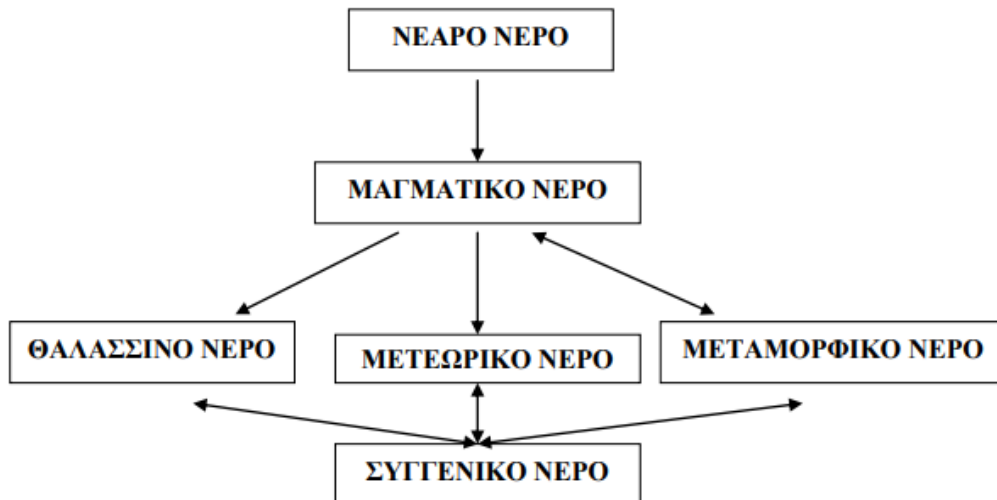 ΝΕΑΡΟ ΝΕΡΟ
ΜΑΓΜΑΤΙΚΟ ΝΕΡΟ
ΘΑΛΑΣΣΙΝΟ ΝΕΡΟ
ΜΕΤΕΩΡΙΚΟ ΝΕΡΟ
ΜΕΤΑΜΟΡΦΙΚΟ ΝΕΡΟ
ΣΥΓΓΕΝΙΚΟ ΝΕΡΟ